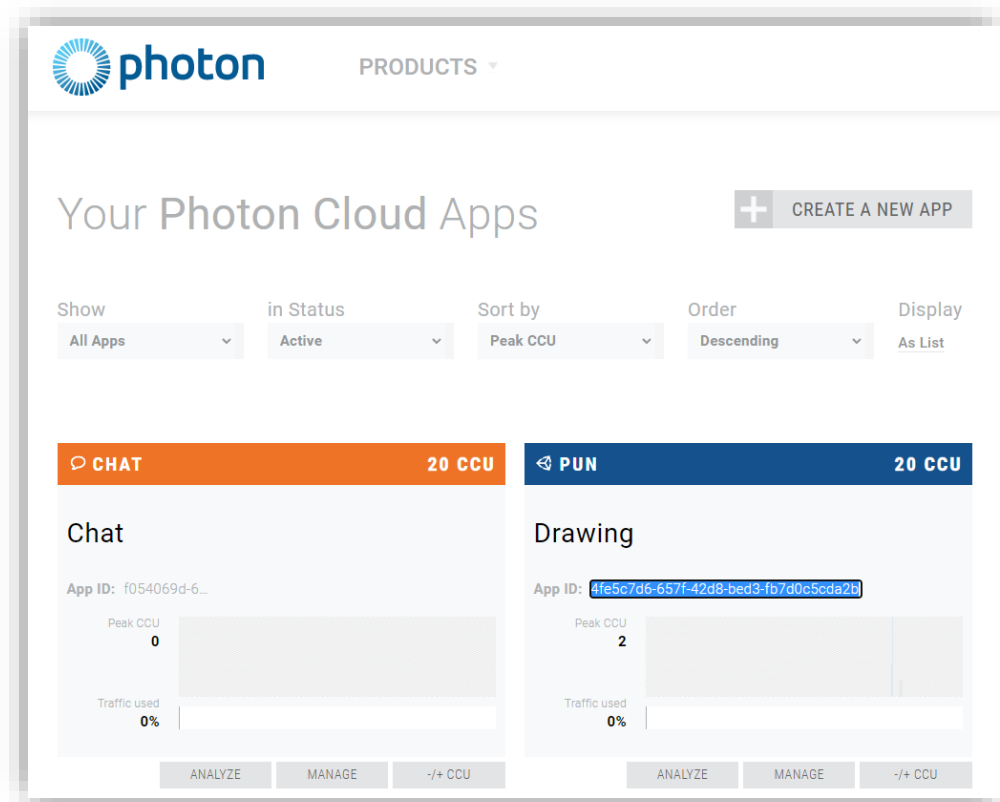 photon
PRODUCTS
Your Photon Cloud Apps
CREATE A NEW APP
Show
in Status
Sort by
Order
Display
All Apps
Active
Peak CCU
Descending
As List
CHAT
20 CCU
PUN
20 CCU
Chat
Drawing
App ID: f054069d-6...
App ID: 4fe5c7d6-657f-42d8-bed3-fb7d0c5cda2b
Peak CCU
0
Peak CCU
2
Traffic used
0%
Traffic used
0%
ANALYZE
MANAGE
-/+ CCU
ANALYZE
MANAGE
-/+ CCU